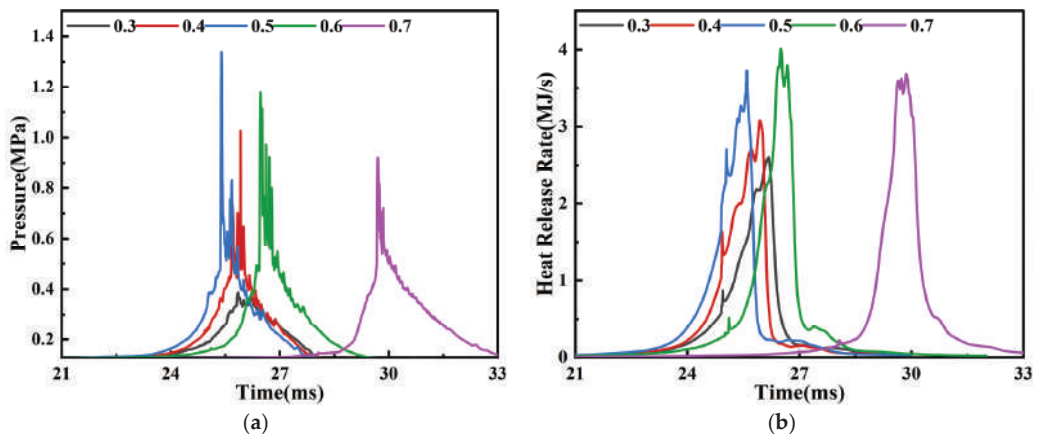 0.3 0.4 0.5 0.6 0.7
Pressure(MPa)
1.4
1.2
1.0
0.8
0.6
0.4
0.2
21 24 27 30 33
Time(ms)
(a)
0.3 0.4 0.5 0.6 0.7
Heat Release Rate(MJ/s)
4
3
2
1
0
21 24 27 30 33
Time(ms)
(b)